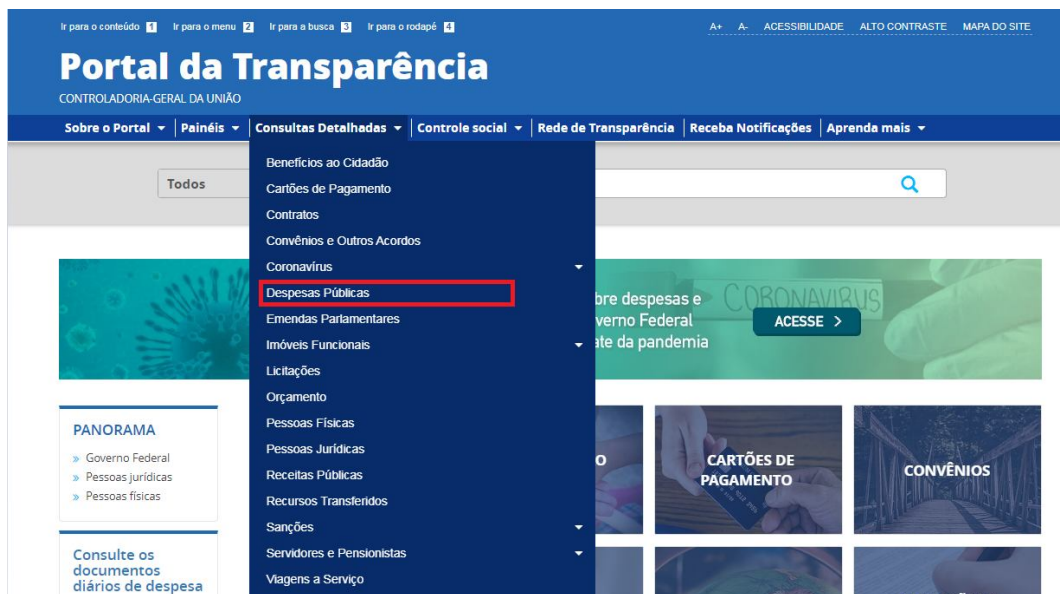 Ir para o conteúdo 1 Ir para o menu 2 Ir para a busca 3 Ir para o rodapé 4
A+ A- ACESSIBILIDADE ALTO CONTRASTE MAPA DO SITE
Portal da Transparência
CONTROLADORIA-GERAL DA UNIÃO
Sobre o Portal Painéis Consultas Detalhadas Controle social Rede de Transparência Receba Notificações Aprenda mais
Todos
Benefícios ao Cidadão
Cartões de Pagamento
Contratos
Convênios e Outros Acordos
Coronavírus
Despesas Públicas
Emendas Parlamentares
Imóveis Funcionais
Licitações
Orçamento
Pessoas Físicas
Pessoas Jurídicas
Receitas Públicas
Recursos Transferidos
Sanções
Servidores e Pensionistas
Viagens a Serviço
bre despesas e
verno Federal
ate da pandemia
CORONAVIRUS
ACESSE >
PANORAMA
» Governo Federal
» Pessoas jurídicas
» Pessoas físicas
Consulte os
documentos
diários de despesa
O
CARTÕES DE
PAGAMENTO
CONVÊNIOS